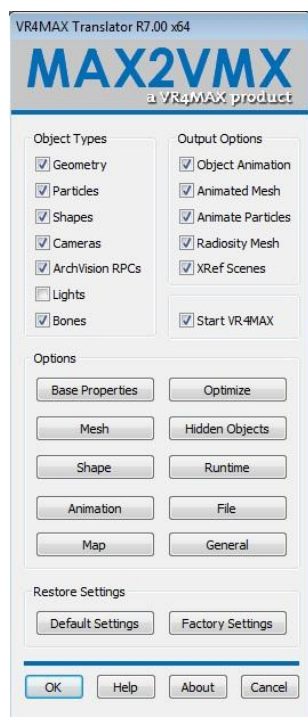 VR4MAX Translator R7.00 x64
MAX2VMX
a VR4MAX product
Object Types
Geometry
Particles
Shapes
Cameras
ArchVision RPCs
Lights
Bones
Output Options
Object Animation
Animated Mesh
Animate Particles
Radiosity Mesh
XRef Scenes
Start VR4MAX
Options
Base Properties
Optimize
Mesh
Hidden Objects
Shape
Runtime
Animation
File
Map
General
Restore Settings
Default Settings
Factory Settings
OK
Help
About
Cancel